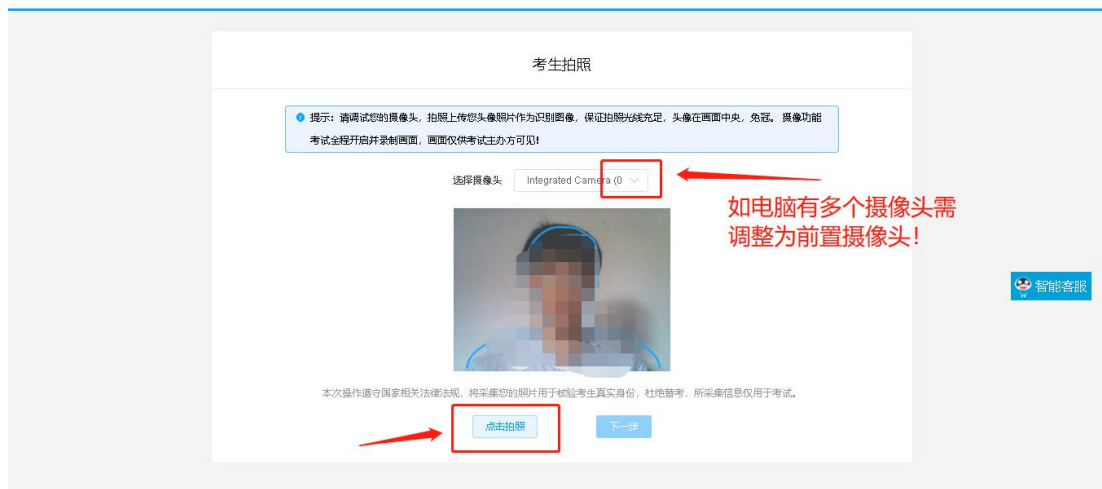 考生拍照
提示：请调试您的摄像头，拍照上传您头像照片作为识别图像，保证拍照光线充足，头像在画面中央，免冠。摄像功能
考试全程开启并录制画面，画面仅供考试主办方可见!
选择摄像头 Integrated Camera (0
如电脑有多个摄像头需
调整为前置摄像头！
智能客服
本次操作遵守国家相关法律法规，将采集您的照片用于核验考生真实身份，杜绝替考，所采集信息仅用于考试。
点击拍照 下一步